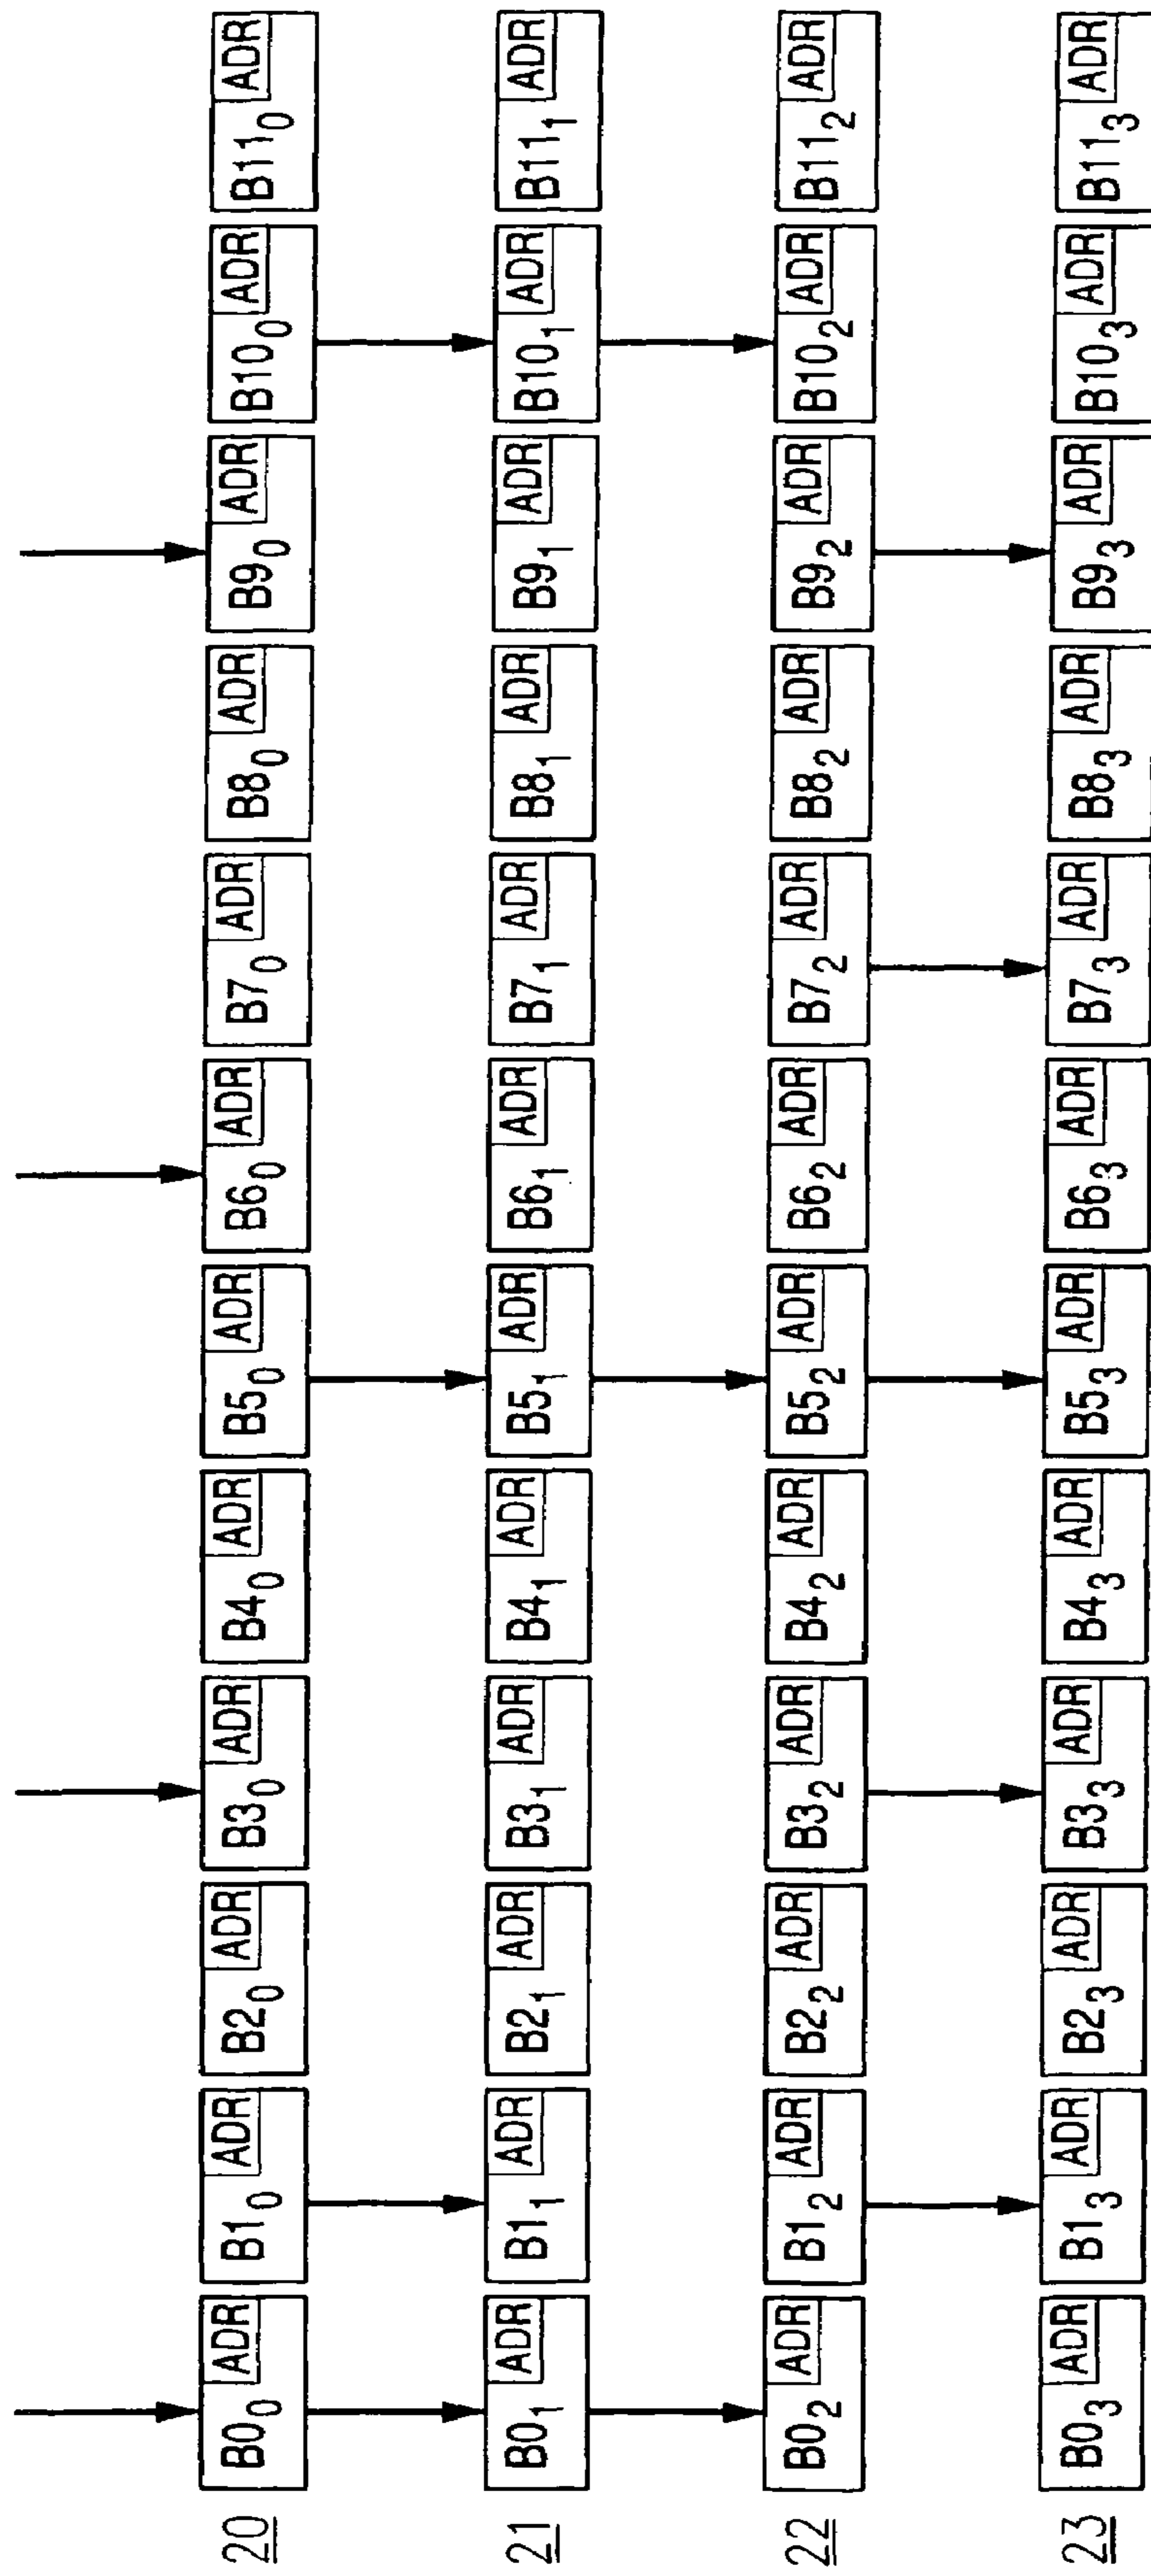 20 B0₀ ADR B1₀ ADR B2₀ ADR B3₀ ADR B4₀ ADR B5₀ ADR B6₀ ADR B7₀ ADR B8₀ ADR B9₀ ADR B10₀ ADR B11₀ ADR
21 B0₁ ADR B1₁ ADR B2₁ ADR B3₁ ADR B4₁ ADR B5₁ ADR B6₁ ADR B7₁ ADR B8₁ ADR B9₁ ADR B10₁ ADR B11₁ ADR
22 B0₂ ADR B1₂ ADR B2₂ ADR B3₂ ADR B4₂ ADR B5₂ ADR B6₂ ADR B7₂ ADR B8₂ ADR B9₂ ADR B10₂ ADR B11₂ ADR
23 B0₃ ADR B1₃ ADR B2₃ ADR B3₃ ADR B4₃ ADR B5₃ ADR B6₃ ADR B7₃ ADR B8₃ ADR B9₃ ADR B10₃ ADR B11₃ ADR